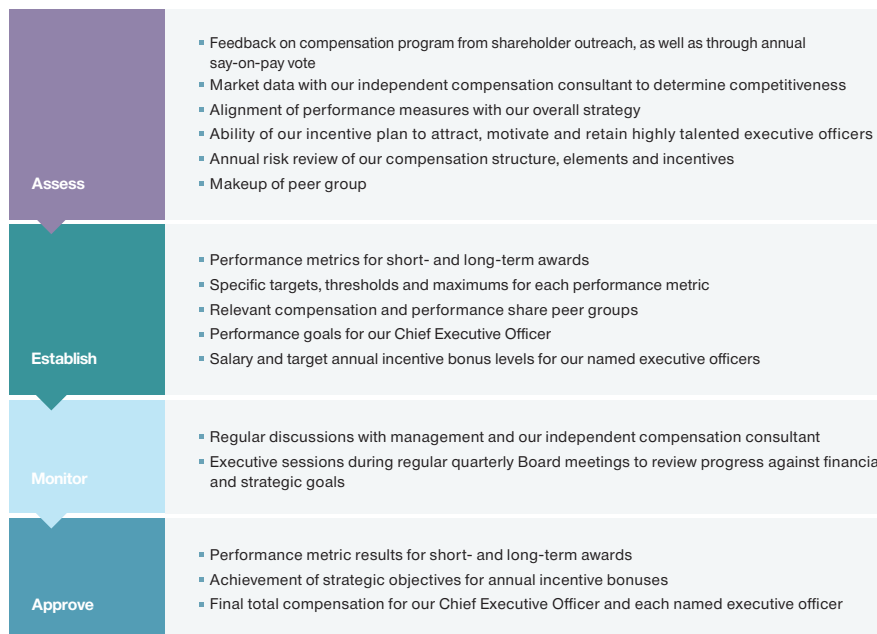 Feedback on compensation program from shareholder outreach, as well as through annual
say-on-pay vote
Market data with our independent compensation consultant to determine competitiveness
Alignment of performance measures with our overall strategy
Ability of our incentive plan to attract, motivate and retain highly talented executive officers
Annual risk review of our compensation structure, elements and incentives
Assess
Makeup of peer group
Performance metrics for short- and long-term awards
Specific targets, thresholds and maximums for each performance metric
Relevant compensation and performance share peer groups
Performance goals for our Chief Executive Officer
Establish
Salary and target annual incentive bonus levels for our named executive officers
Regular discussions with management and our independent compensation consultant
Monitor
Executive sessions during regular quarterly Board meetings to review progress against financia
and strategic goals
Performance metric results for short- and long-term awards
Achievement of strategic objectives for annual incentive bonuses
Approve
Final total compensation for our Chief Executive Officer and each named executive officer